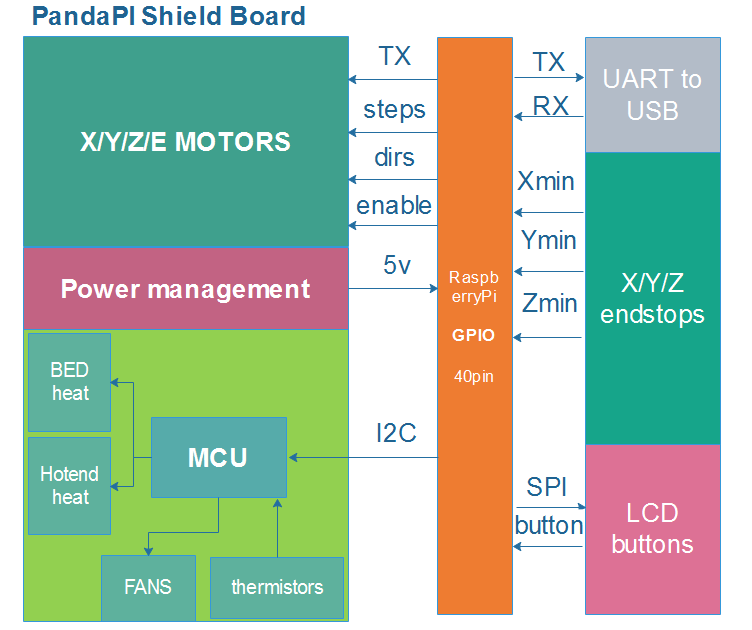 PandaPI Shield Board
X/Y/Z/E MOTORS
Power management
BED
heat
Hotend
heat
MCU
FANS
thermistors
TX
steps
dirs
enable
5v
I2C
Raspb
erryPi
GPIO
40pin
TX
RX
Xmin
Ymin
Zmin
SPI
button
UART to
USB
X/Y/Z
endstops
LCD
buttons